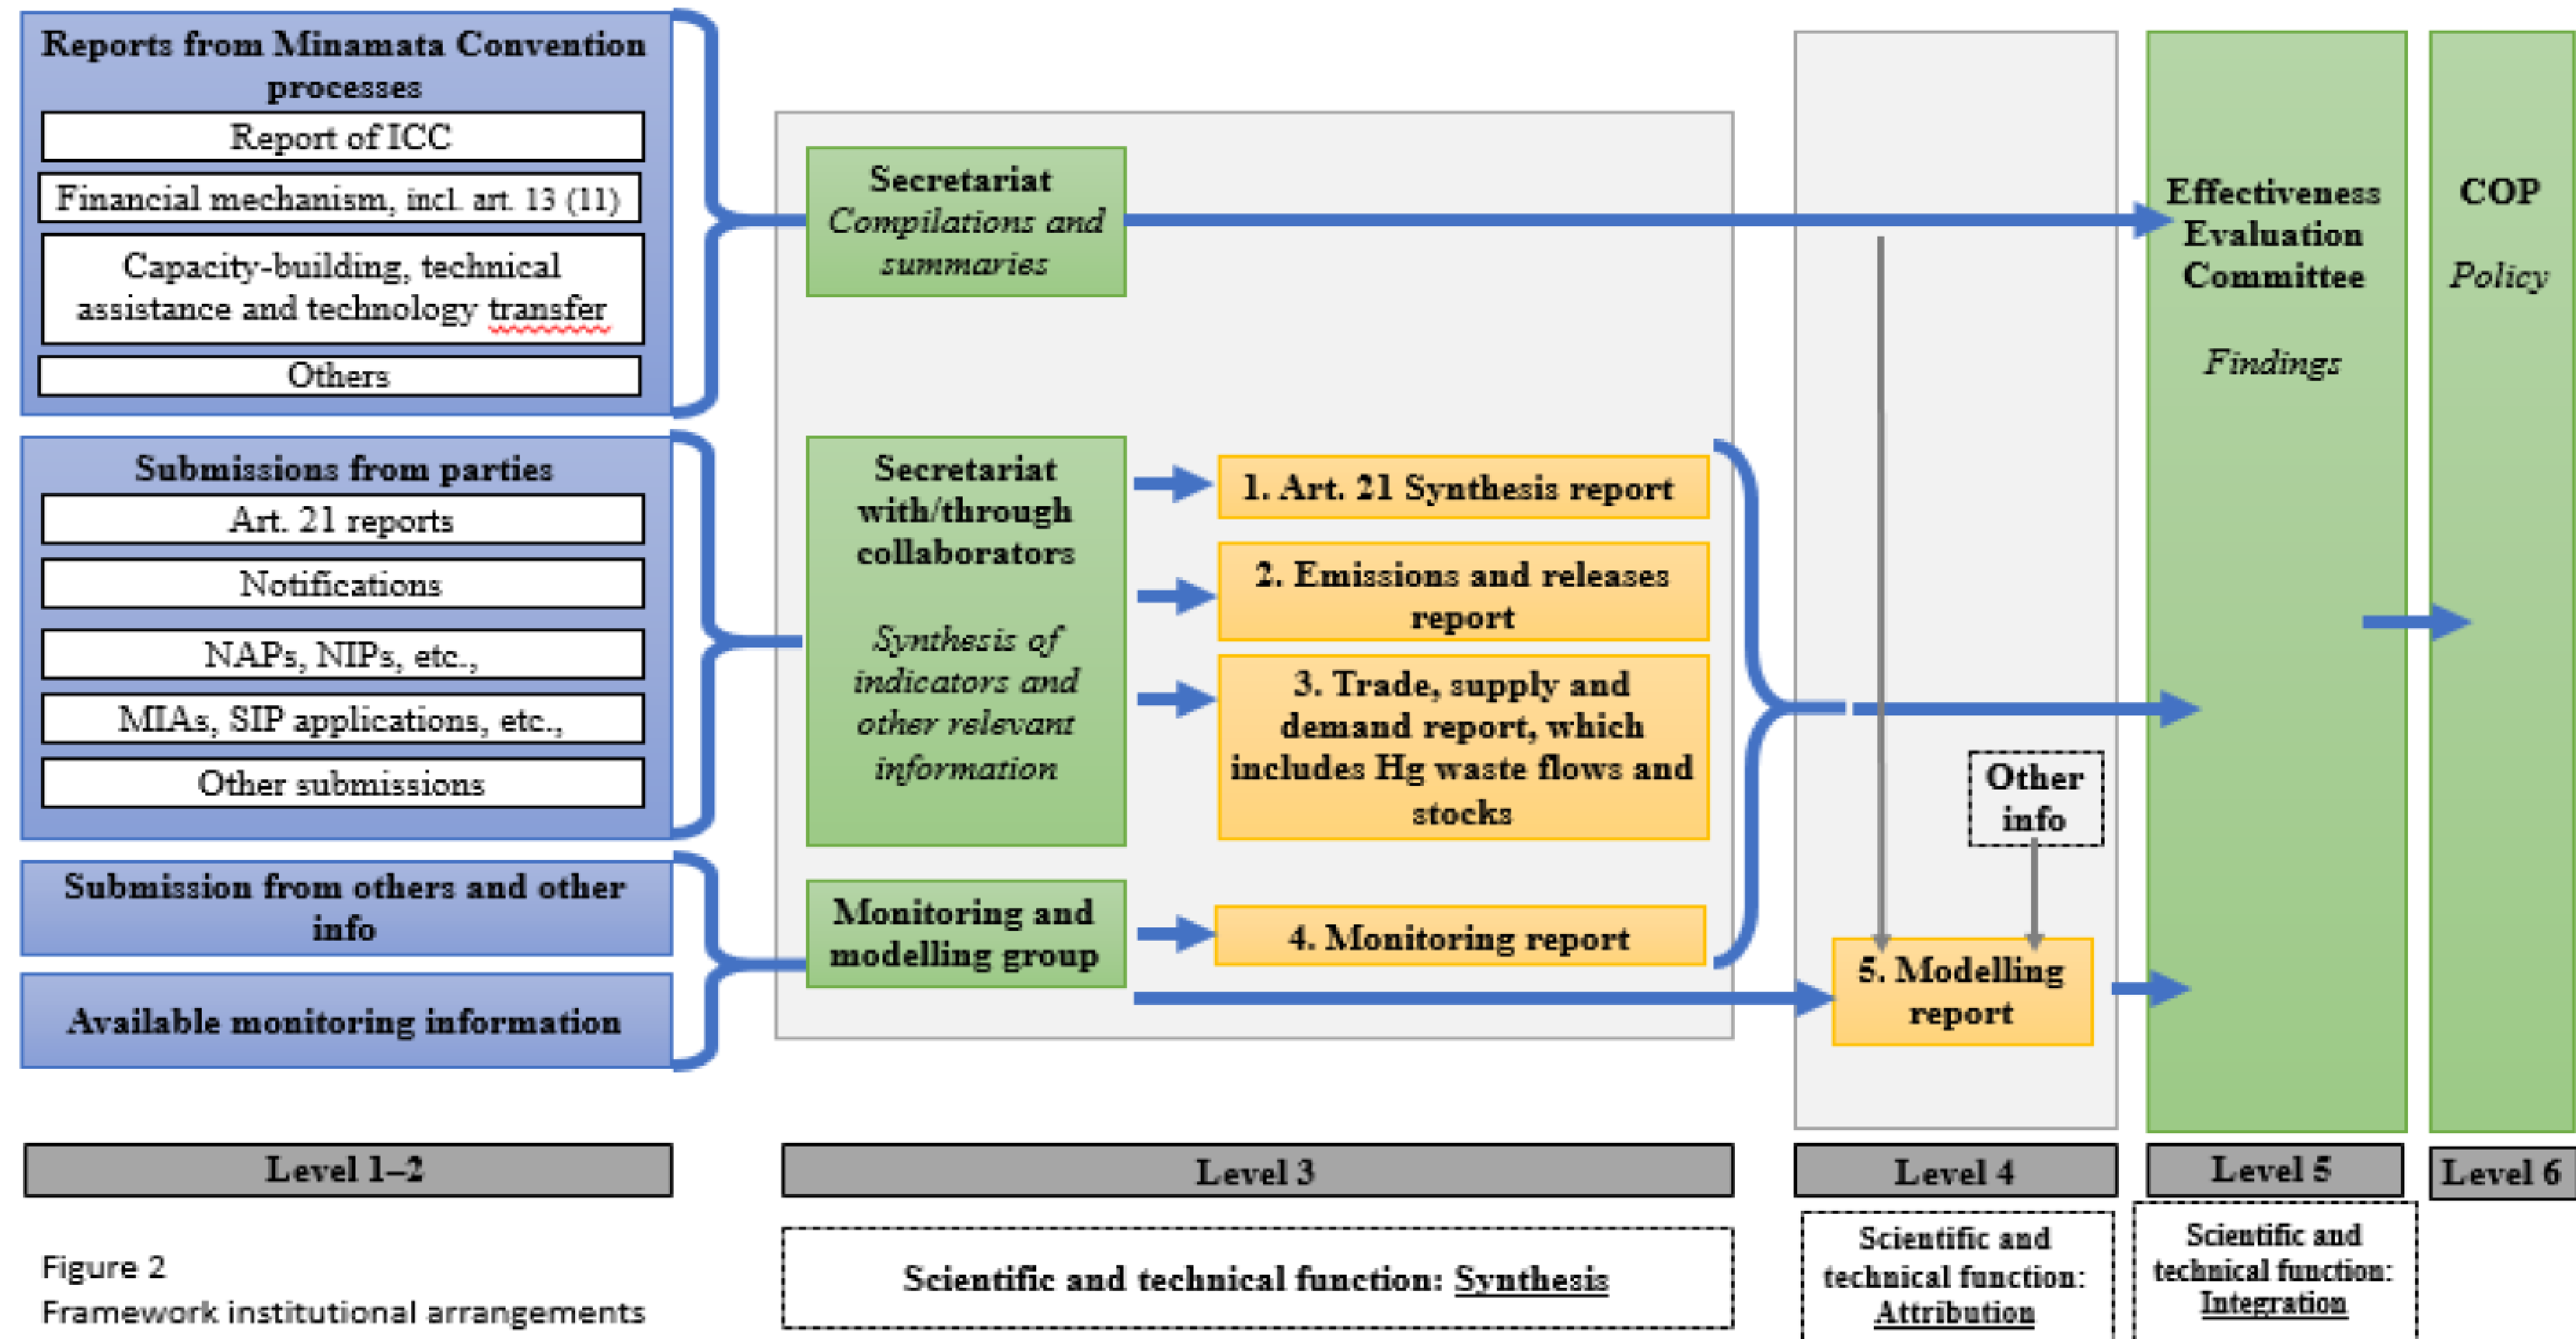 Reports from Minamata Convention
processes
Report of ICC
Financial mechanism, incl. art. 13 (11)
Capacity-building, technical
assistance and technology transfer
Others
Submissions from parties
Art. 21 reports
Notifications
NAPs, NIPs, etc.,
MIAs, SIP applications, etc.,
Other submissions
Submission from others and other
info
Available monitoring information
Secretariat
Compilations and
summaries
Secretariat
with/through
collaborators
Synthesis of
indicators and
other relevant
information
Monitoring and
modelling group
1. Art. 21 Synthesis report
2. Emissions and releases
report
3. Trade, supply and
demand report, which
includes Hg waste flows and
stocks
4. Monitoring report
Other
info
5. Modelling
report
Effectiveness
Evaluation
Committee
Findings
COP
Policy
Level 1–2
Level 3
Level 4
Level 5
Level 6
Scientific and technical function: Synthesis
Scientific and
technical function:
Attribution
Scientific and
technical function:
Integration
Figure 2
Framework institutional arrangements